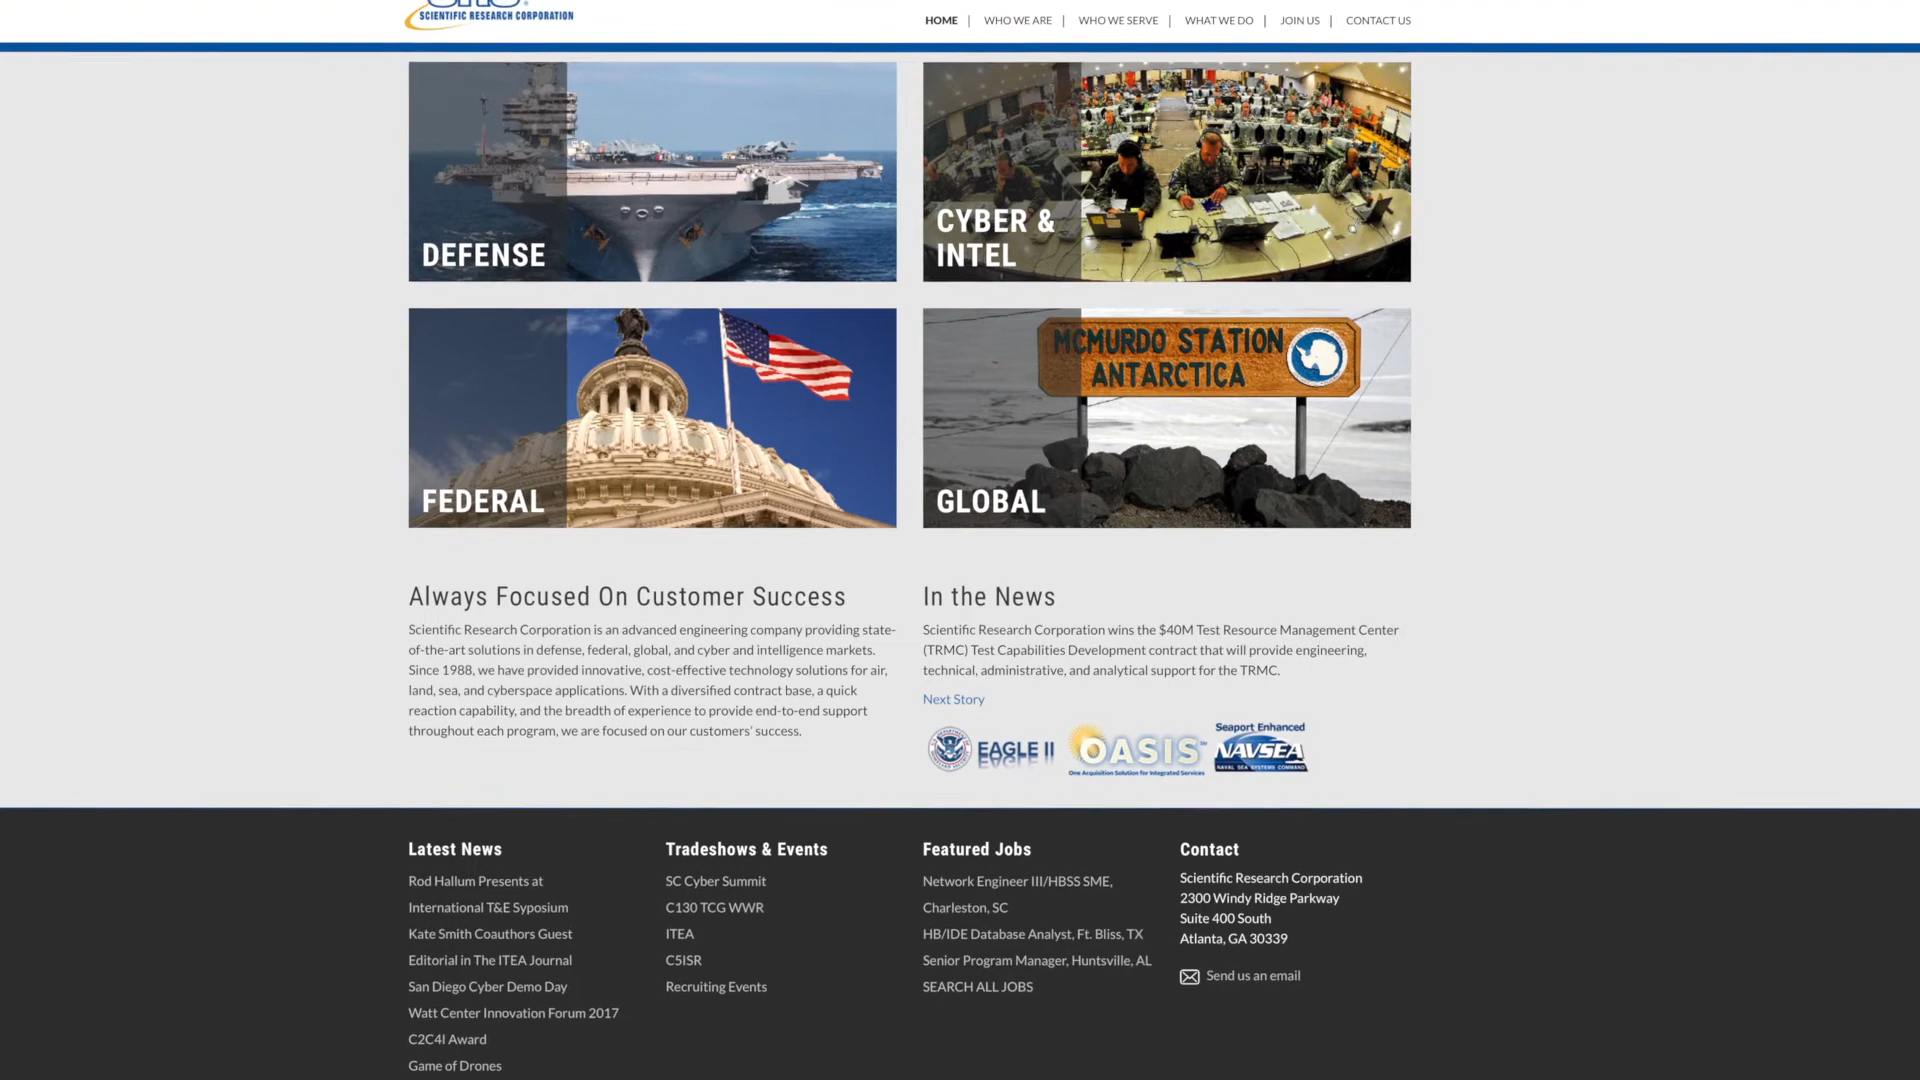 SCIENTIFIC RESEARCH CORPORATION
HOME | WHO WE ARE | WHO WE SERVE | WHAT WE DO | JOIN US | CONTACT US
DEFENSE
CYBER &
INTEL
MCMURDO STATION
ANTARCTICA
FEDERAL
GLOBAL
Always Focused On Customer Success
Scientific Research Corporation is an advanced engineering company providing state-
of-the-art solutions in defense, federal, global, and cyber and intelligence markets.
Since 1988, we have provided innovative, cost-effective technology solutions for air,
land, sea, and cyberspace applications. With a diversified contract base, a quick
reaction capability, and the breadth of experience to provide end-to-end support
throughout each program, we are focused on our customers' success.
In the News
Scientific Research Corporation wins the $40M Test Resource Management Center
(TRMC) Test Capabilities Development contract that will provide engineering,
technical, administrative, and analytical support for the TRMC.
Next Story
EAGLE II
OASIS
One Acquisition Solution for Integrated Services
Seaport Enhanced
NAVSEA
NAVAL SEA SYSTEMS COMMAND
Latest News
Rod Hallum Presents at
International T&E Syposium
Kate Smith Coauthors Guest
Editorial in The ITEA Journal
San Diego Cyber Demo Day
Watt Center Innovation Forum 2017
C2C4I Award
Game of Drones
Tradeshows & Events
SC Cyber Summit
C130 TCG WWR
ITEA
C5ISR
Recruiting Events
Featured Jobs
Network Engineer III/HBSS SME,
Charleston, SC
HB/IDE Database Analyst, Ft. Bliss, TX
Senior Program Manager, Huntsville, AL
SEARCH ALL JOBS
Contact
Scientific Research Corporation
2300 Windy Ridge Parkway
Suite 400 South
Atlanta, GA 30339
Send us an email